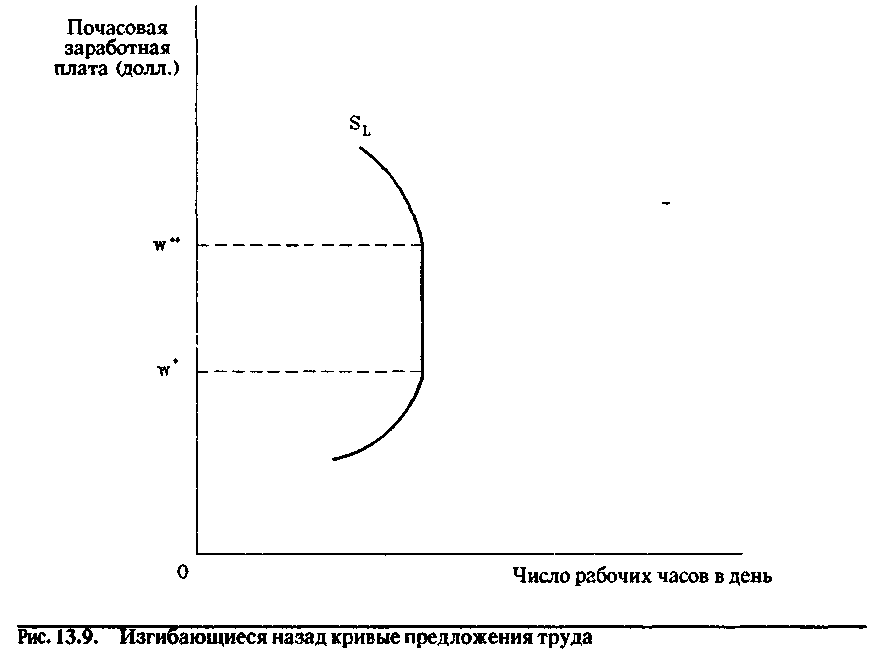 Почасовая
заработная
плата (долл.)
S_L
w**
w*
0
Число рабочих часов в день
Рис. 13.9. Изгибающиеся назад кривые предложения труда